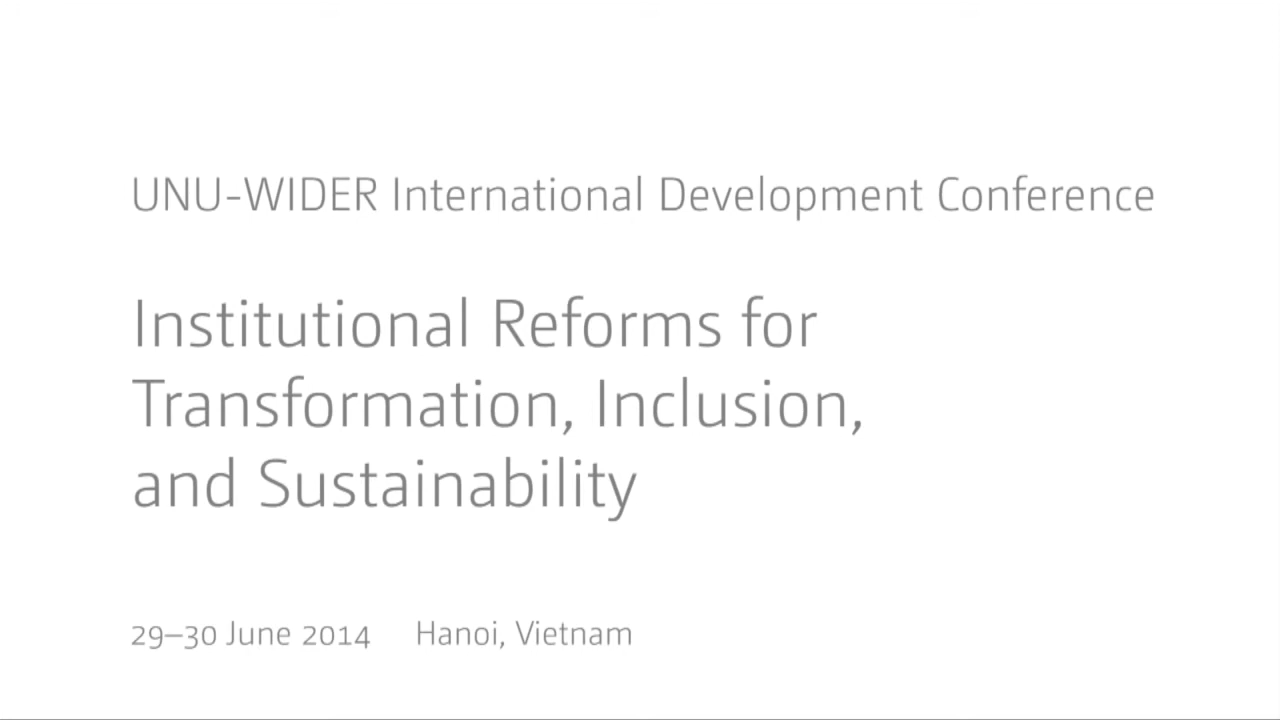 UNU-WIDER International Development Conference
Institutional Reforms for
Transformation, Inclusion,
and Sustainability
29–30 June 2014 Hanoi, Vietnam